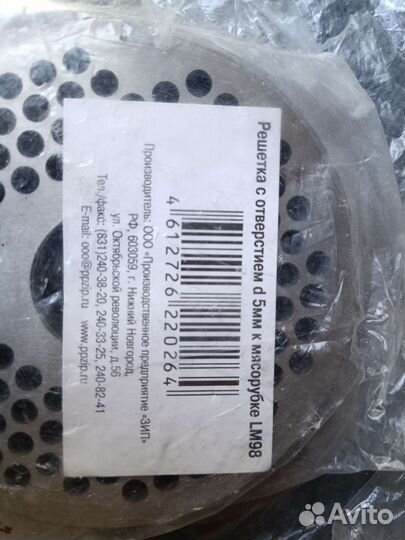 Решетка с отверстием d 5мм к мясорубке LM98
4 612726 220264
Производитель: ООО «Производственное предприятие «ЗИП»
РФ, 603059, г. Нижний Новгород,
ул. Октябрьской революции, д.56
Тел./факс: (831)240-38-20, 240-33-25, 240-82-41
E-mail: ooo@ppzip.ru www.ppzip.ru
Avito